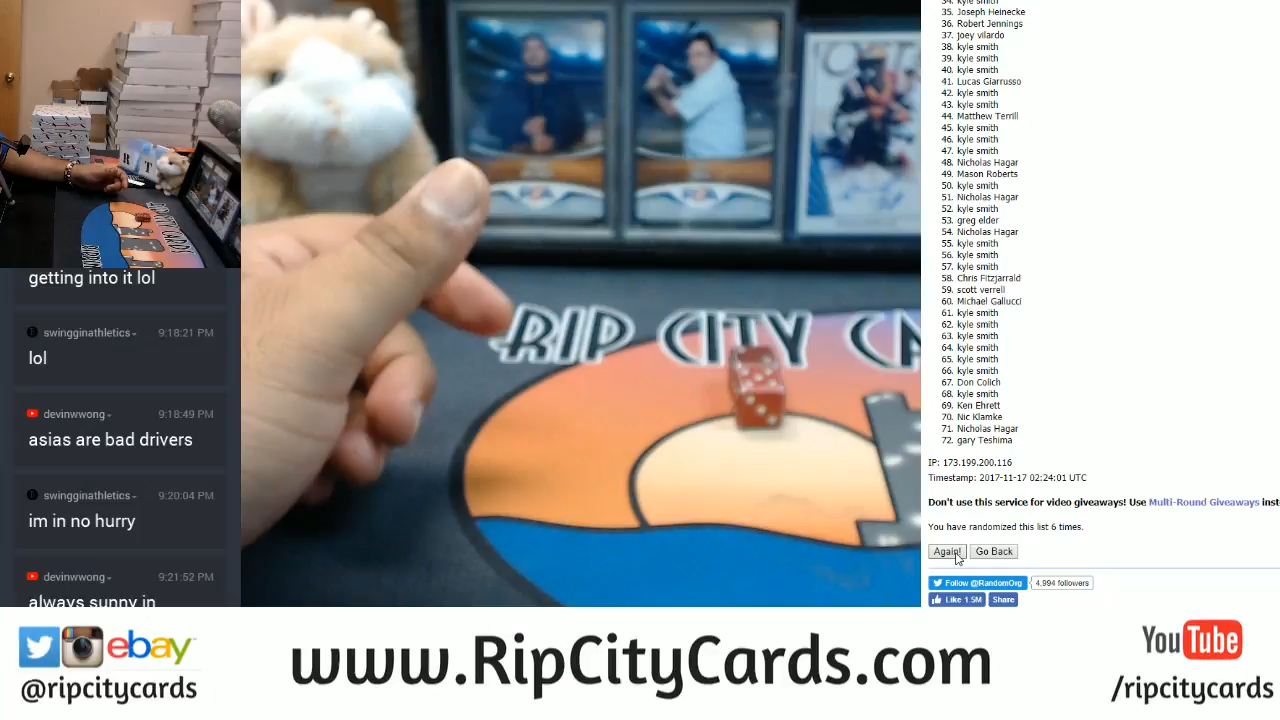 getting into it lol
swingginathletics 9:18:21 PM
lol
devinwwong 9:18:49 PM
asias are bad drivers
swingginathletics 9:20:04 PM
im in no hurry
devinwwong 9:21:52 PM
always sunny in
RIP CITY CA
34. kyle smith
35. Joseph Heinecke
36. Robert Jennings
37. joey vilardo
38. kyle smith
39. kyle smith
40. kyle smith
41. Lucas Giarrusso
42. kyle smith
43. kyle smith
44. Matthew Terrill
45. kyle smith
46. kyle smith
47. kyle smith
48. Nicholas Hagar
49. Mason Roberts
50. kyle smith
51. Nicholas Hagar
52. kyle smith
53. greg elder
54. Nicholas Hagar
55. kyle smith
56. kyle smith
57. kyle smith
58. Chris Fitzjarrald
59. scott verrell
60. Michael Gallucci
61. kyle smith
62. kyle smith
63. kyle smith
64. kyle smith
65. kyle smith
66. kyle smith
67. Don Colich
68. kyle smith
69. Ken Ehrett
70. Nic Klamke
71. Nicholas Hagar
72. gary Teshima
IP: 173.199.200.116
Timestamp: 2017-11-17 02:24:01 UTC
Don't use this service for video giveaways! Use Multi-Round Giveaways inst
You have randomized this list 6 times.
Again! Go Back
Follow @RandomOrg 4,994 followers
Like 1.5M Share
ebay
@ripcitycards
www.RipCityCards.com
YouTube
/ripcitycards